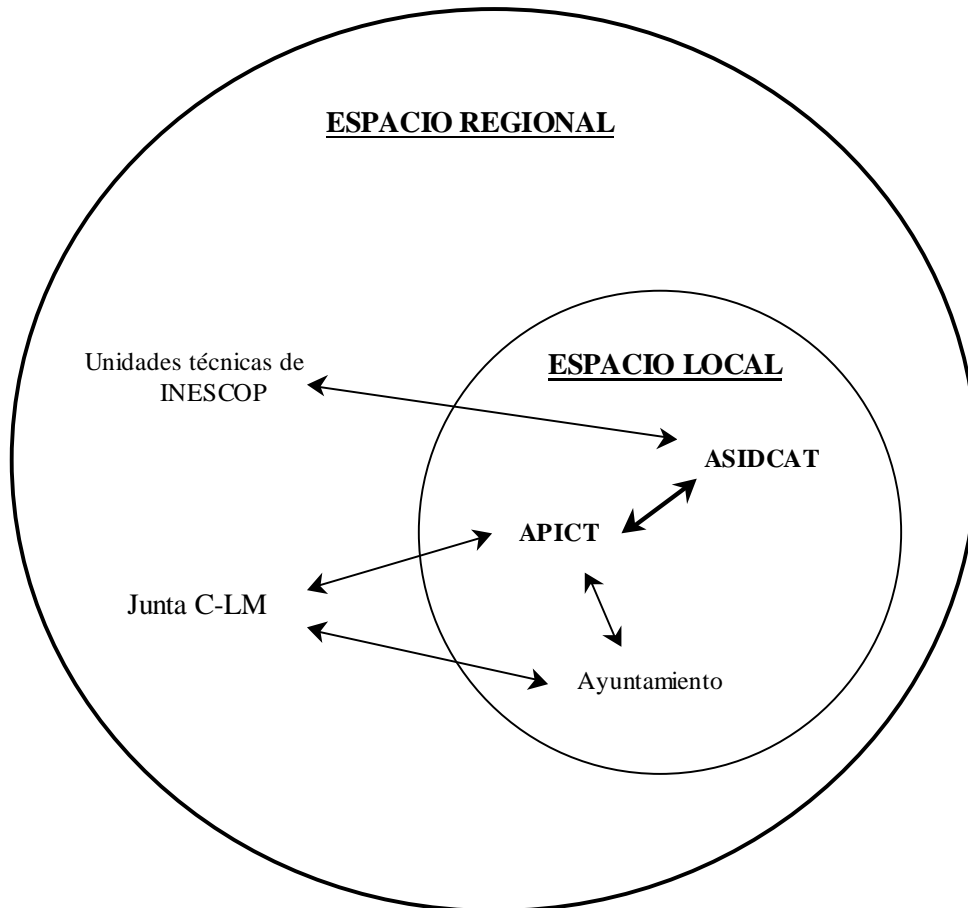 ESPACIO REGIONAL
Unidades técnicas de
INESCOP
ESPACIO LOCAL
ASIDCAT
APICT
Junta C-LM
Ayuntamiento